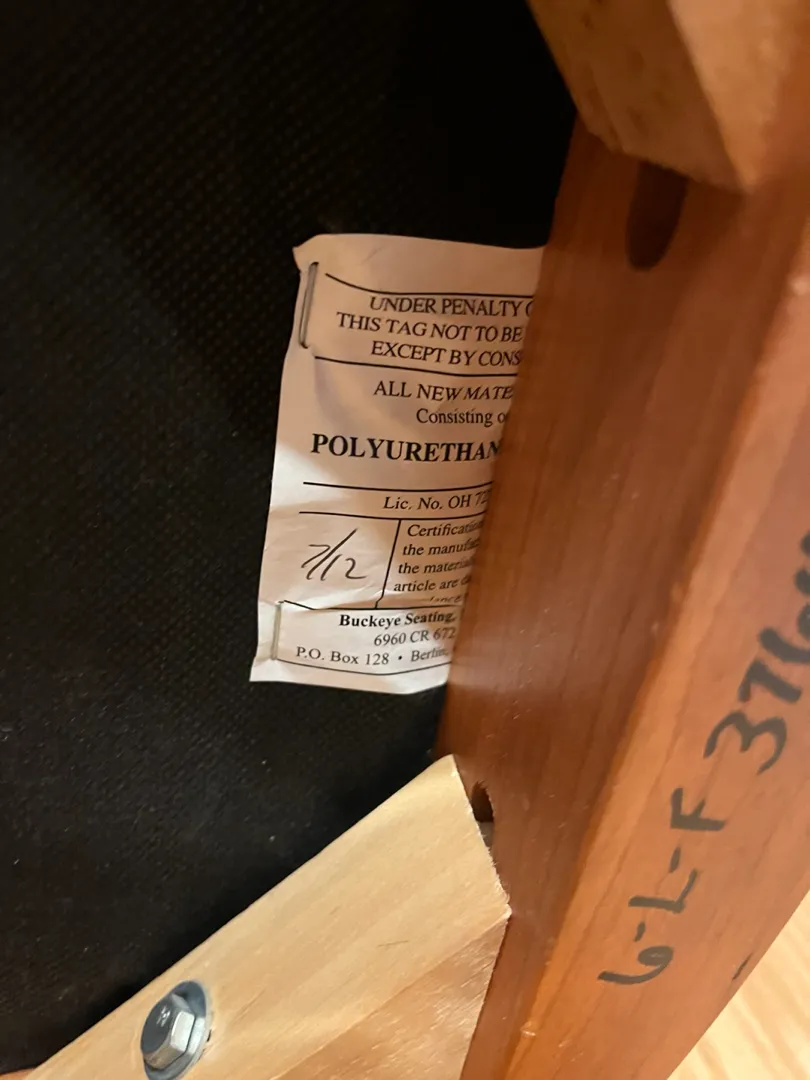 UNDER PENALTY
THIS TAG NOT TO BE
EXCEPT BY CONS
ALL NEW MATE
Consisting o
POLYURETHAN
Lic. No. OH 72
7/12
Certificatio
the manufa
the materia
article are d
Buckeye Seating,
6960 CR 672
P.O. Box 128 • Berlin,
6-L-F 376